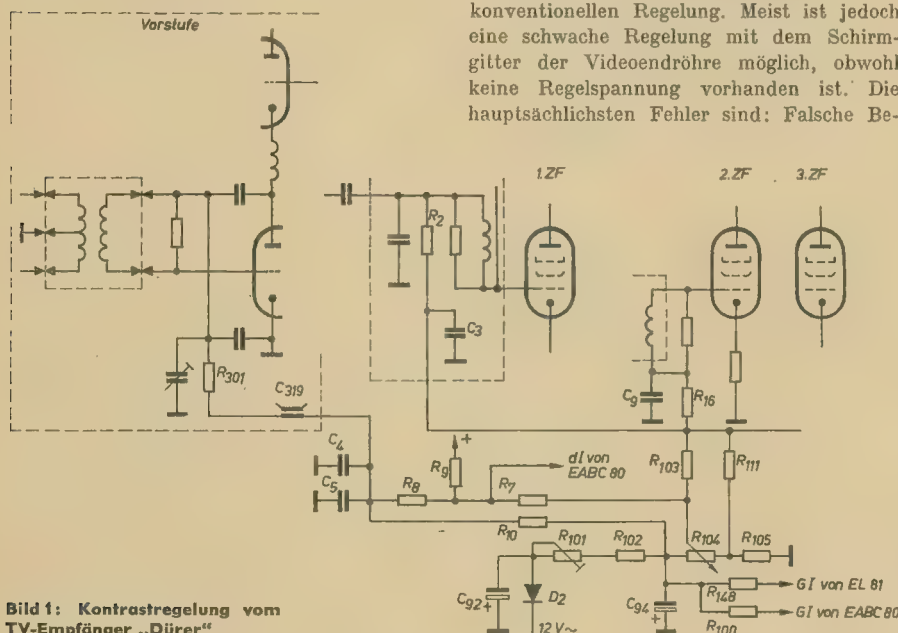 konventionellen Regelung. Meist ist jedoch
eine schwache Regelung mit dem Schirm-
gitter der Videoendröhre möglich, obwohl
keine Regelspannung vorhanden ist. Die
hauptsächlichsten Fehler sind: Falsche Be-
Vorstufe
1.ZF
2.ZF
3.ZF
R2
C3
C9
R16
R301
C319
C4
C5
R9
+
dI von
EABC 80
R103
R111
R8
R7
R10
R101
R102
R104
R105
C92
+
D2
12 V~
C94
+
R148
GI von EL 81
GI von EABC 80
R100
Bild 1: Kontrastregelung vom
TV-Empfänger „Dürer“